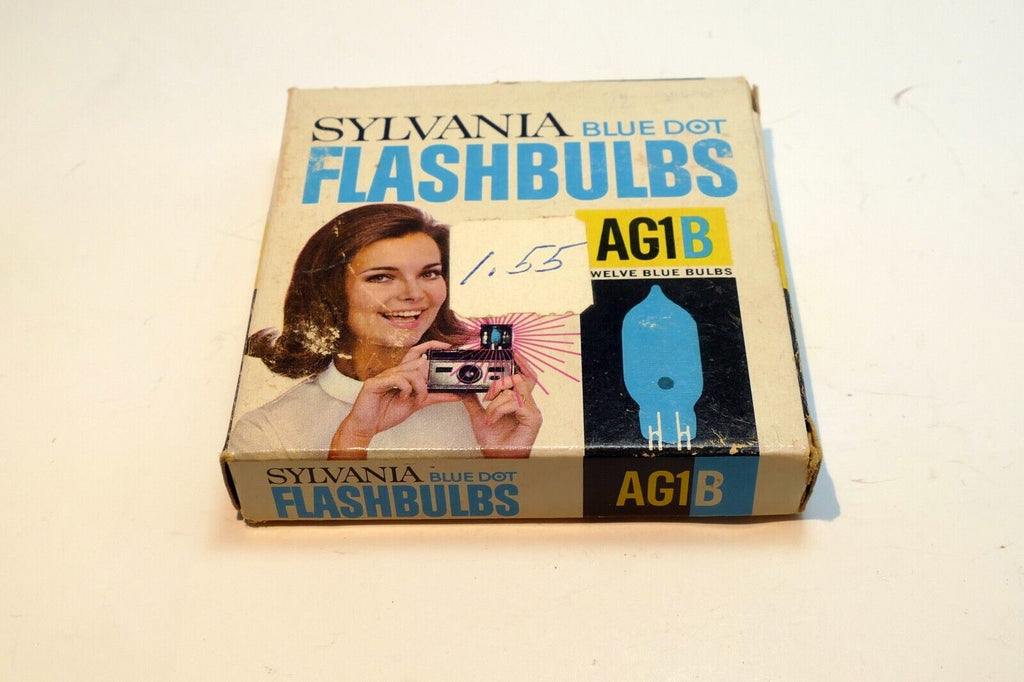 SYLVANIA BLUE DOT
FLASHBULBS
1.55
AG1B
WELVE BLUE BULBS
SYLVANIA BLUE DOT
FLASHBULBS
AG1B